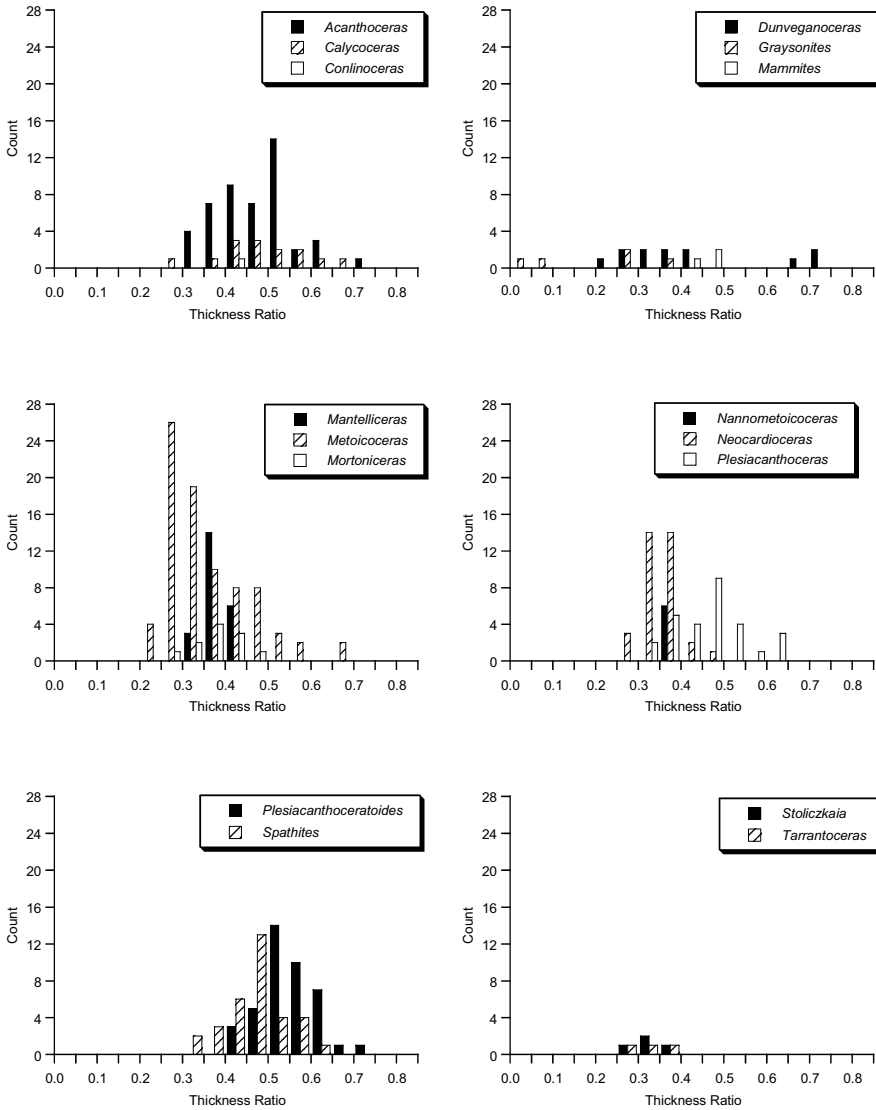 28
24
20
16
12
8
4
0
Count
Acanthoceras
Calycoceras
Conlinoceras
0.0 0.1 0.2 0.3 0.4 0.5 0.6 0.7 0.8
Thickness Ratio
28
24
20
16
12
8
4
0
Count
Dunveganoceras
Graysonites
Mammites
0.0 0.1 0.2 0.3 0.4 0.5 0.6 0.7 0.8
Thickness Ratio
28
24
20
16
12
8
4
0
Count
Mantelliceras
Metoicoceras
Mortoniceras
0.0 0.1 0.2 0.3 0.4 0.5 0.6 0.7 0.8
Thickness Ratio
28
24
20
16
12
8
4
0
Count
Nannometoicoceras
Neocardioceras
Plesiacanthoceras
0.0 0.1 0.2 0.3 0.4 0.5 0.6 0.7 0.8
Thickness Ratio
28
24
20
16
12
8
4
0
Count
Plesiacanthoceratoides
Spathites
0.0 0.1 0.2 0.3 0.4 0.5 0.6 0.7 0.8
Thickness Ratio
28
24
20
16
12
8
4
0
Count
Stoliczkaia
Tarrantoceras
0.0 0.1 0.2 0.3 0.4 0.5 0.6 0.7 0.8
Thickness Ratio